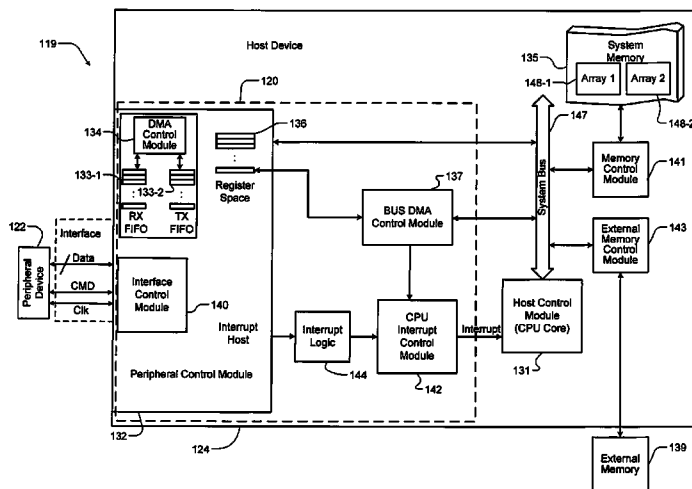 Host Device
119
120
System
Memory
135
148-1
Array 1
Array 2
148-2
147
134
DMA
Control
Module
136
133-1
133-2
RX
FIFO
TX
FIFO
Register
Space
137
BUS DMA
Control Module
System Bus
Memory
Control
Module
141
External
Memory Control
Module
143
122
Peripheral
Device
Interface
Data
CMD
Clk
Interface
Control
Module
140
Interrupt
Host
Interrupt
Logic
144
CPU
Interrupt
Control
Module
142
Interrupt
Host Control
Module
(CPU Core)
131
Peripheral Control Module
132
124
External
Memory
139